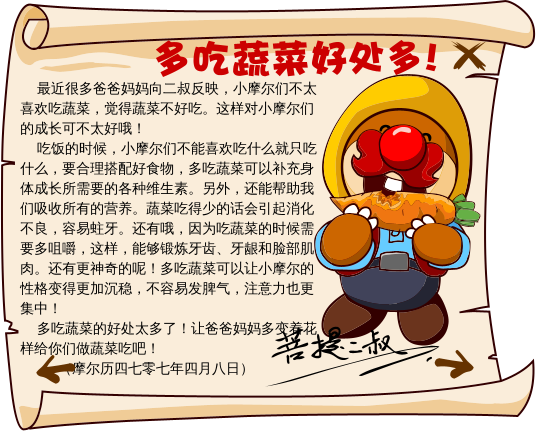 多吃蔬菜好处多！
最近很多爸爸妈妈向二叔反映，小摩尔们不太
喜欢吃蔬菜，觉得蔬菜不好吃。这样对小摩尔们
的成长可不太好哦！
吃饭的时候，小摩尔们不能喜欢吃什么就只吃
什么，要合理搭配好食物，多吃蔬菜可以补充身
体成长所需要的各种维生素。另外，还能帮助我
们吸收所有的营养。蔬菜吃得少的话会引起消化
不良，容易蛀牙。还有哦，因为吃蔬菜的时候需
要多咀嚼，这样，能够锻炼牙齿、牙龈和脸部肌
肉。还有更神奇的呢！多吃蔬菜可以让小摩尔的
性格变得更加沉稳，不容易发脾气，注意力也更
集中！
多吃蔬菜的好处太多了！让爸爸妈妈多变着花
样给你们做蔬菜吃吧！
菩提二叔
（摩尔历四七零七年四月八日）